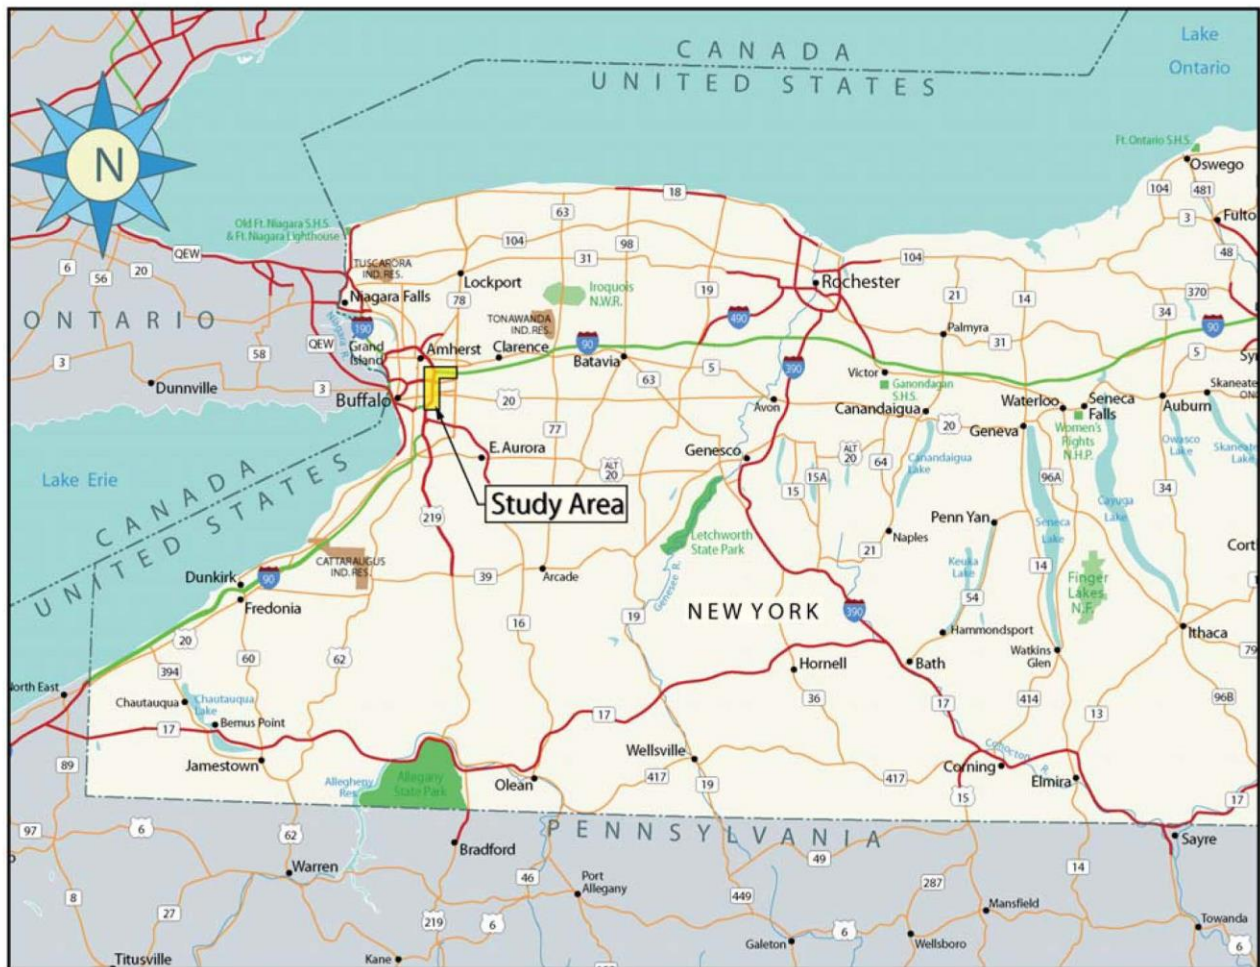 CANADA
UNITED STATES
Lake
Ontario
N
Ft. Ontario S.H.S.
Oswego
104
481
18
3
Fulto
Old Ft. Niagara S.H.S.
& Ft. Niagara Lighthouse
63
QEW
104
98
48
6
20
56
31
104
TUSCARORA
IND. RES.
Lockport
Rochester
Iroquois
N.W.R.
19
21
14
370
Niagara Falls
78
ONTARIO
190
TONAWANDA
IND. RES.
490
34
90
Niagara R.
Palmyra
QEW
Grand
Island
Amherst
Clarence
90
31
58
Batavia
5
Sy
3
5
390
Victor
Dunnville
3
63
Ganondagan
S.H.S.
Skaneate
ON
Buffalo
20
Avon
Canandaigua
Waterloo
Seneca
Falls
Auburn
20
Geneva
Women's
Rights
N.H.P.
77
Owasco
Lake
Skaneate
Lake
E. Aurora
ALT
20
Genesco
ALT
20
64
Canandaigua
Lake
Lake Erie
CANADA
UNITED STATES
15
15A
96A
34
Study Area
219
Cayuga
Lake
Penn Yan
Seneca
Lake
Letchworth
State Park
Naples
21
Cort
CATTARAUGUS
IND. RES.
Keuka
Lake
14
Dunkirk
90
39
Arcade
Genesee R.
Finger
Lakes
N.F.
54
Fredonia
NEW YORK
390
19
16
Hammondsport
Ithaca
20
60
62
Watkins
Glen
79
394
Hornell
Bath
North East
Chautauqua
Chautauqua
Lake
36
17
414
96B
Bemus Point
17
17
13
Wellsville
Cohocton R.
Jamestown
89
Allegheny
Res.
Allegany
State Park
Olean
417
19
417
Corning
Elmira
15
17
97
6
62
PENNSYLVANIA
Sayre
Bradford
49
Warren
46
Port
Allegany
14
8
449
287
27
219
6
Mansfield
Towanda
6
Galeton
Wellsboro
6
Titusville
Kane